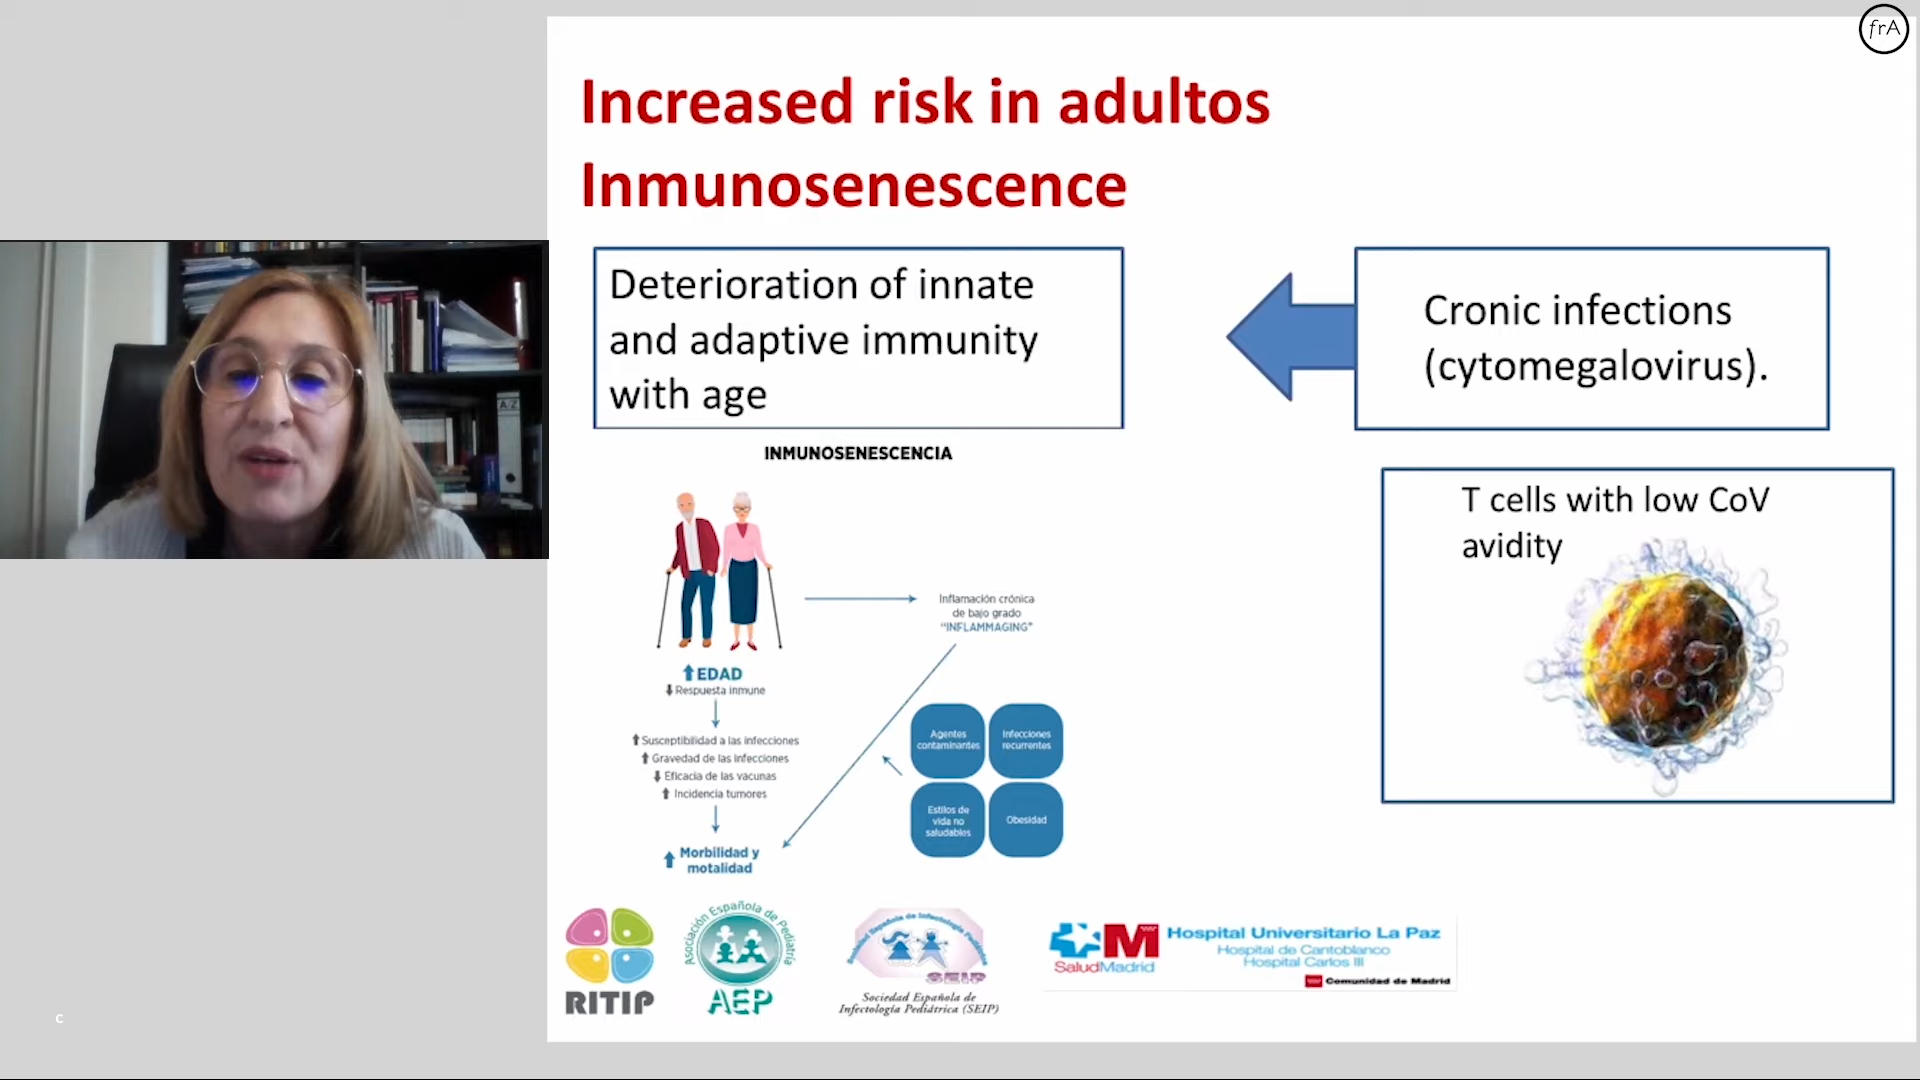 frA
Increased risk in adultos
Inmunosenescence
Deterioration of innate
and adaptive immunity
with age
Cronic infections
(cytomegalovirus).
T cells with low CoV
avidity
INMUNOSENESCENCIA
Inflamación crónica
de bajo grado
"INFLAMMAGING"
EDAD
Respuesta inmune
Susceptibilidad a las infecciones
Gravedad de las infecciones
Eficacia de las vacunas
Incidencia tumores
Morbilidad y
motalidad
Agentes
contaminantes
Infecciones
recurrentes
Estilos de
vida no
saludables
Obesidad
A-Z
RITIP
Asociación Española de Pediatría
AEP
Sociedad Española de Infectología Pediátrica
SEIP
Sociedad Española de
Infectología Pediátrica (SEIP)
M
SaludMadrid
Hospital Universitario La Paz
Hospital de Cantoblanco
Hospital Carlos III
Comunidad de Madrid
c